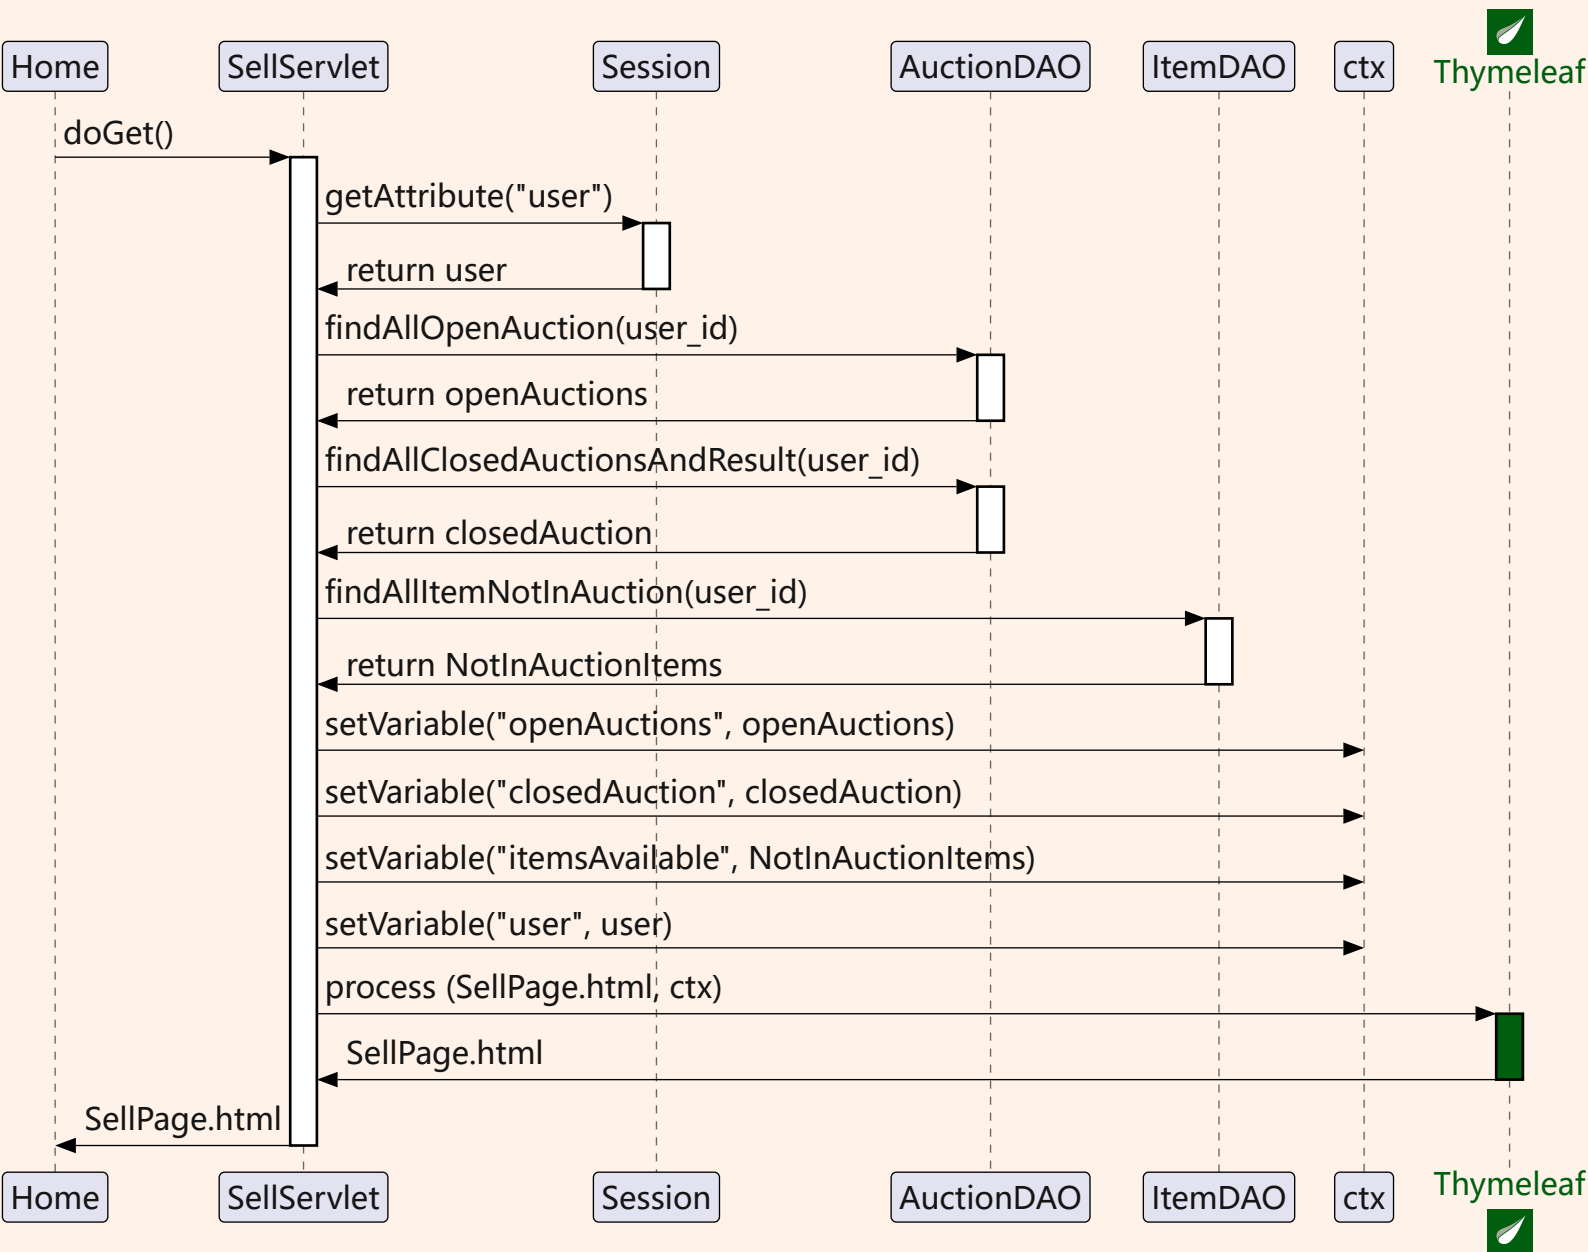 Home SellServlet Session AuctionDAO ItemDAO ctx Thymeleaf
doGet()
getAttribute("user")
return user
findAllOpenAuction(user_id)
return openAuctions
findAllClosedAuctionsAndResult(user_id)
return closedAuction
findAllItemNotInAuction(user_id)
return NotInAuctionItems
setVariable("openAuctions", openAuctions)
setVariable("closedAuction", closedAuction)
setVariable("itemsAvailable", NotInAuctionItems)
setVariable("user", user)
process (SellPage.html, ctx)
SellPage.html
SellPage.html
Home SellServlet Session AuctionDAO ItemDAO ctx Thymeleaf